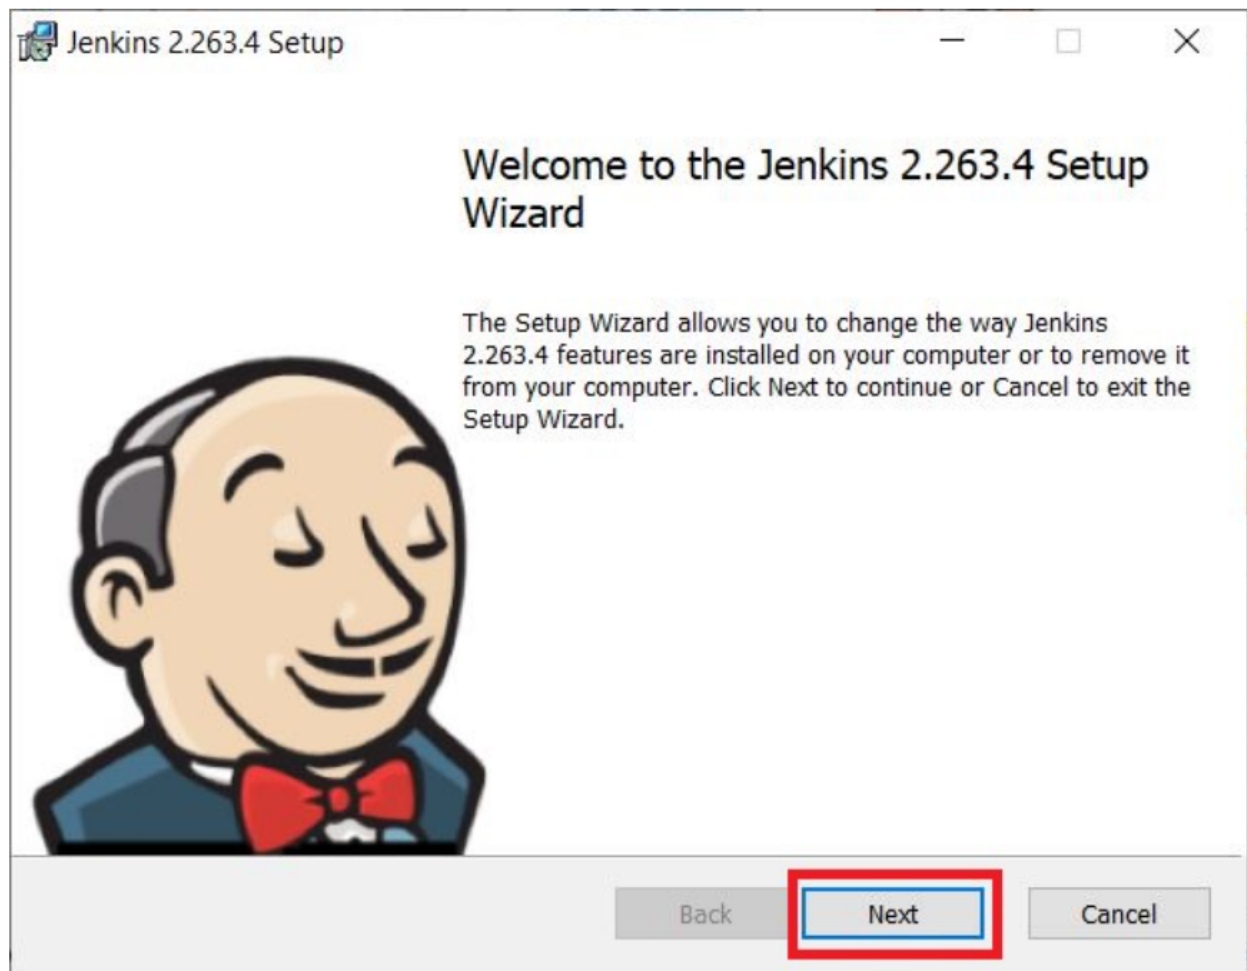 Jenkins 2.263.4 Setup
Welcome to the Jenkins 2.263.4 Setup
Wizard
The Setup Wizard allows you to change the way Jenkins
2.263.4 features are installed on your computer or to remove it
from your computer. Click Next to continue or Cancel to exit the
Setup Wizard.
Back Next Cancel